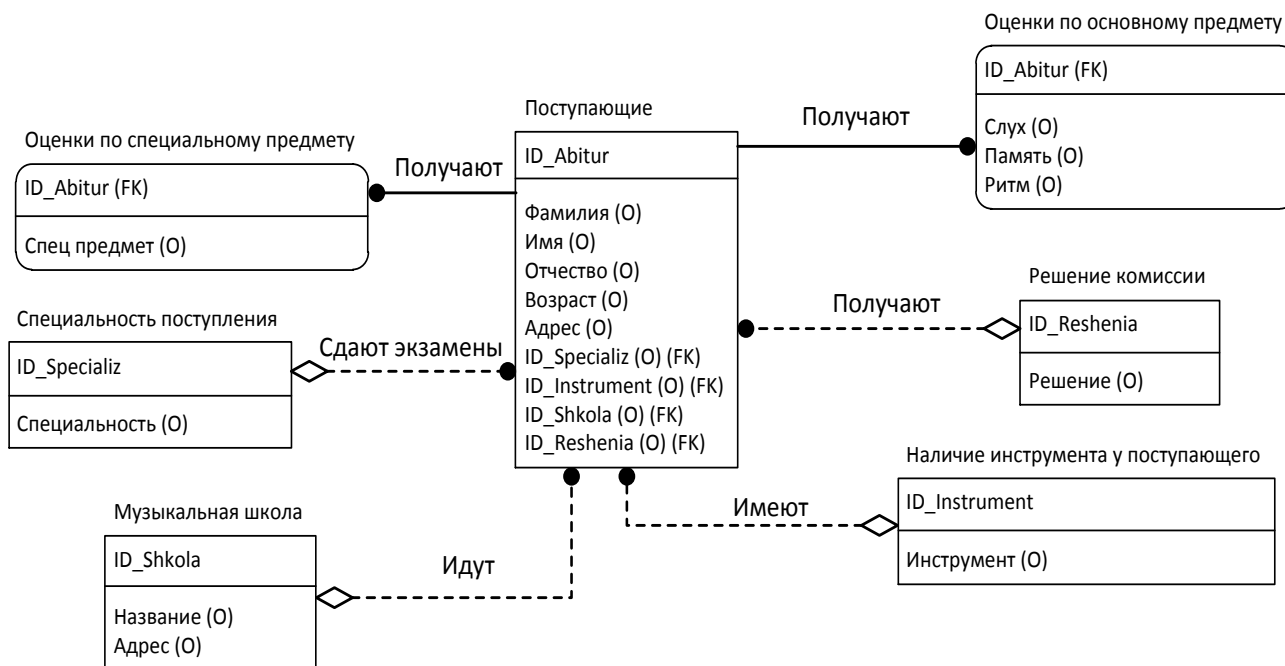 Оценки по основному предмету
ID_Abitur (FK)
Слух (О)
Память (О)
Ритм (О)
Получают
Поступающие
ID_Abitur
Фамилия (О)
Имя (О)
Отчество (О)
Возраст (О)
Адрес (О)
ID_Specializ (О) (FK)
ID_Instrument (О) (FK)
ID_Shkola (О) (FK)
ID_Reshenia (О) (FK)
Оценки по специальному предмету
ID_Abitur (FK)
Спец предмет (О)
Получают
Решение комиссии
ID_Reshenia
Решение (О)
Получают
Специальность поступления
ID_Specializ
Специальность (О)
Сдают экзамены
Наличие инструмента у поступающего
ID_Instrument
Инструмент (О)
Имеют
Музыкальная школа
ID_Shkola
Название (О)
Адрес (О)
Идут